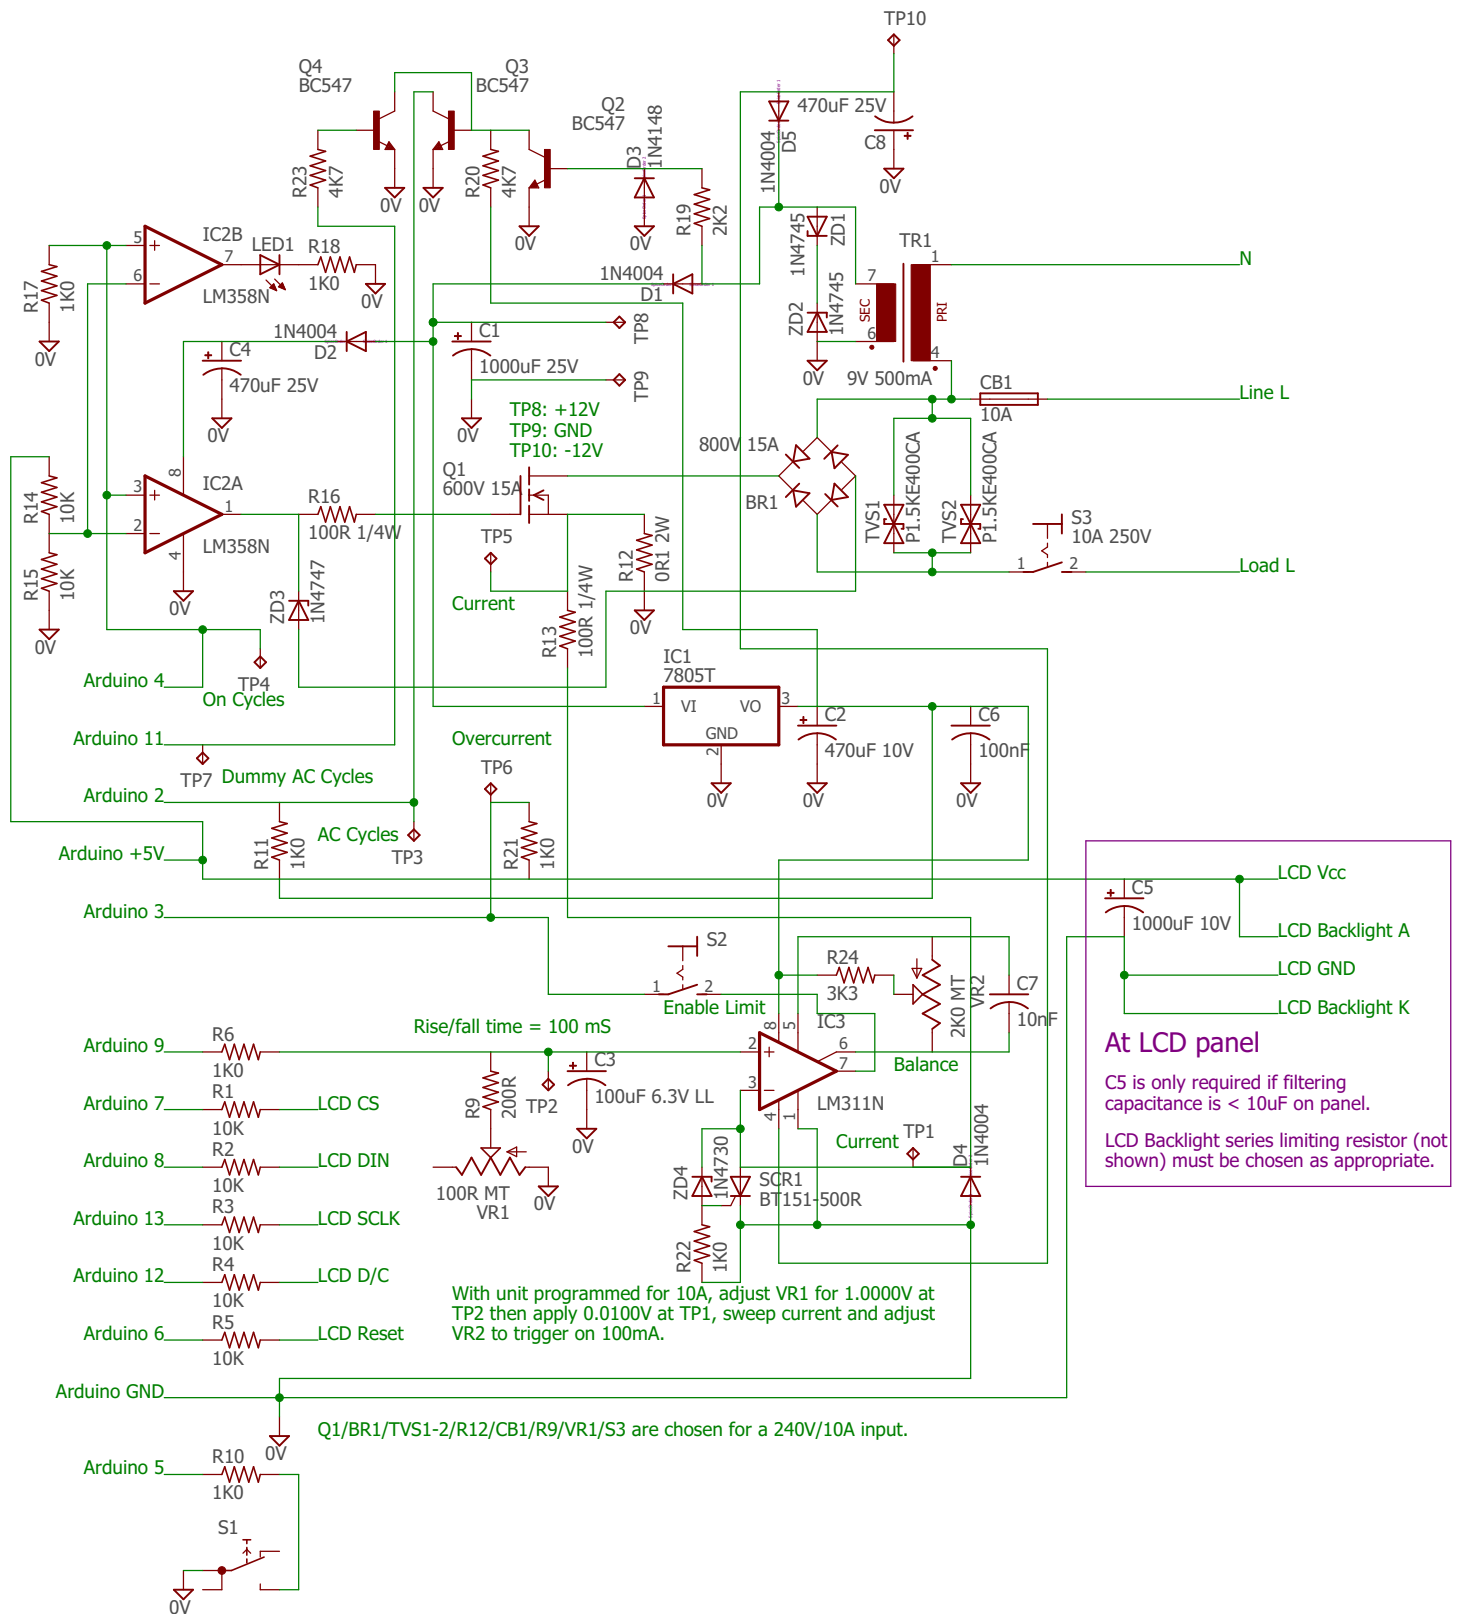 TP10
Q4
BC547
Q3
BC547
Q2
BC547
D3
1N4148
470uF 25V
C8
0V
1N4004
D5
R23
4K7
R20
4K7
0V
0V
0V
0V
R19
2K2
5
6
7
IC2B
LM358N
LED1
R18
1K0
0V
R17
1K0
0V
1N4004
D1
1N4745
ZD1
1N4745
ZD2
0V
TR1
7
6
SEC
PRI
1
4
9V 500mA
N
1N4004
D2
C4
470uF 25V
0V
C1
1000uF 25V
0V
TP8
TP9
TP8: +12V
TP9: GND
TP10: -12V
CB1
10A
Line L
800V 15A
BR1
TVS1
P1.5KE400CA
TVS2
P1.5KE400CA
S3
10A 250V
1
2
Load L
R14
10K
R15
10K
0V
3
2
8
4
1
IC2A
LM358N
0V
R16
100R 1/4W
Q1
600V 15A
TP5
Current
R12
0R1 2W
0V
R13
100R 1/4W
ZD3
1N4747
Arduino 4
TP4
On Cycles
IC1
7805T
1
VI
VO
3
GND
2
0V
C2
470uF 10V
0V
C6
100nF
0V
Arduino 11
TP7
Dummy AC Cycles
Overcurrent
TP6
Arduino 2
AC Cycles
TP3
R11
1K0
R21
1K0
Arduino +5V
Arduino 3
S2
1
2
Enable Limit
R24
3K3
2K0 MT
VR2
C7
10nF
LCD Vcc
C5
1000uF 10V
LCD Backlight A
LCD GND
LCD Backlight K
At LCD panel
C5 is only required if filtering
capacitance is < 10uF on panel.
LCD Backlight series limiting resistor (not
shown) must be chosen as appropriate.
Rise/fall time = 100 mS
Arduino 9
R6
1K0
R9
200R
TP2
C3
100uF 6.3V LL
0V
100R MT
VR1
0V
2
3
8
5
6
7
4
1
IC3
LM311N
Balance
Current
TP1
D4
1N4004
ZD4
1N4730
SCR1
BT151-500R
R22
1K0
Arduino 7
R1
10K
LCD CS
Arduino 8
R2
10K
LCD DIN
Arduino 13
R3
10K
LCD SCLK
Arduino 12
R4
10K
LCD D/C
Arduino 6
R5
10K
LCD Reset
With unit programmed for 10A, adjust VR1 for 1.0000V at
TP2 then apply 0.0100V at TP1, sweep current and adjust
VR2 to trigger on 100mA.
Arduino GND
0V
Q1/BR1/TVS1-2/R12/CB1/R9/VR1/S3 are chosen for a 240V/10A input.
Arduino 5
R10
1K0
S1
0V